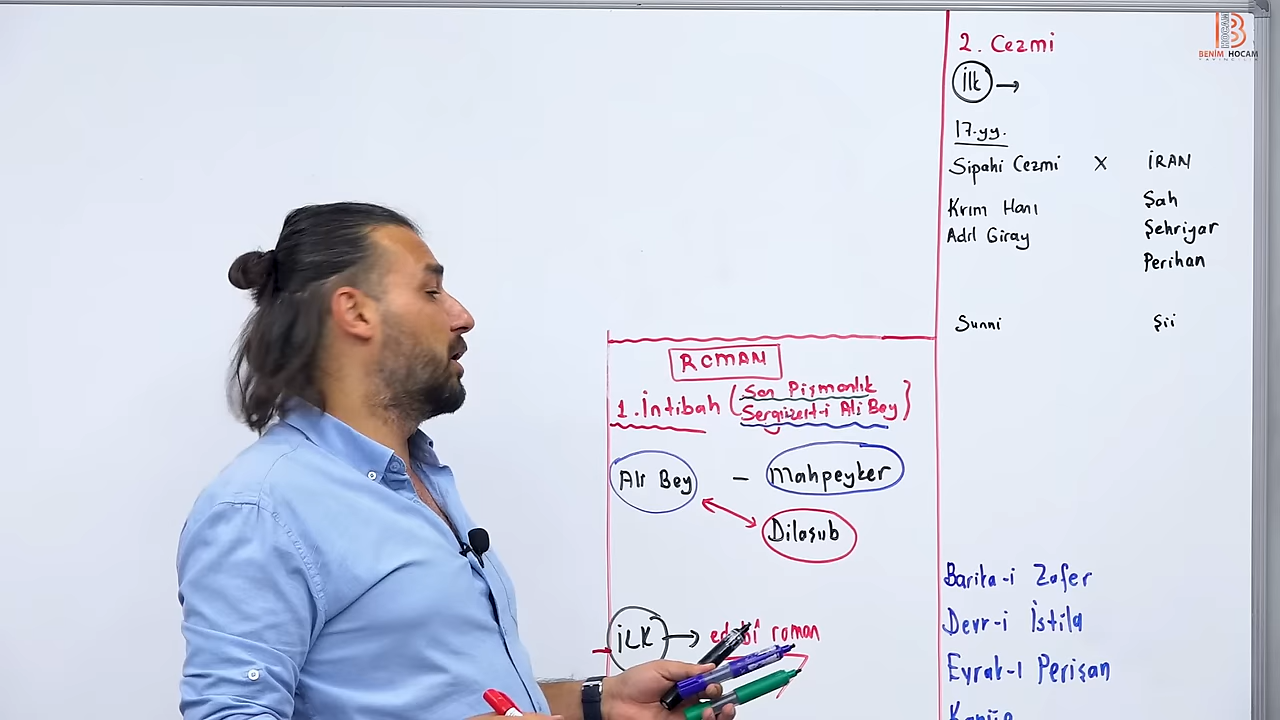 ROMAN
1. İntibah (Son Pişmanlık
Sergüzeşt-i Ali Bey)
Ali Bey – Mahpeyker
Dilaşub
İLK → edebî roman
2. Cezmi
İlk →
17.yy.
Sipahi Cezmi X İRAN
Kırım Hanı Şah
Adil Giray Şehriyar
Perihan
Sunni Şii
Barika-i Zafer
Devr-i İstila
Evrak-ı Perişan
BENİM HOCAM
YAYINCILIK